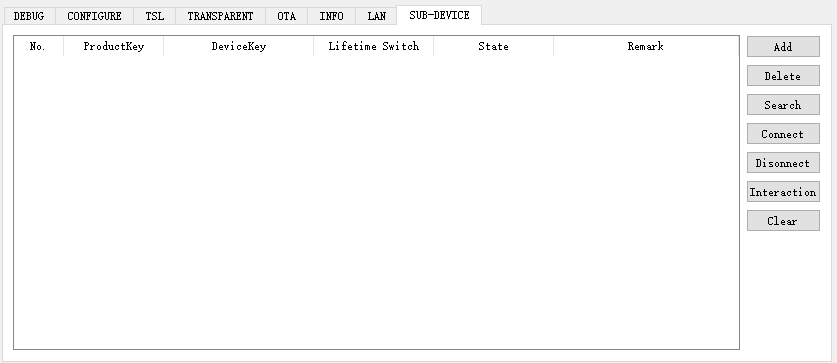 DEBUG CONFIGURE TSL TRANSPARENT OTA INFO LAN SUB-DEVICE
No. ProductKey DeviceKey Lifetime Switch State Remark
Add
Delete
Search
Connect
Disonnect
Interaction
Clear